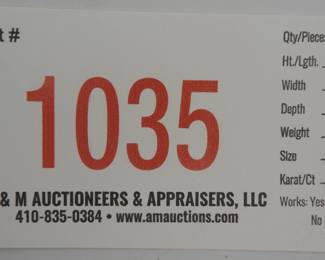 t #
1035
& M AUCTIONEERS & APPRAISERS, LLC
410-835-0384 • www.amauctions.com
Qty/Pieces
Ht./Lgth.
Width
Depth
Weight
Size
Karat/Ct
Works: Yes
No